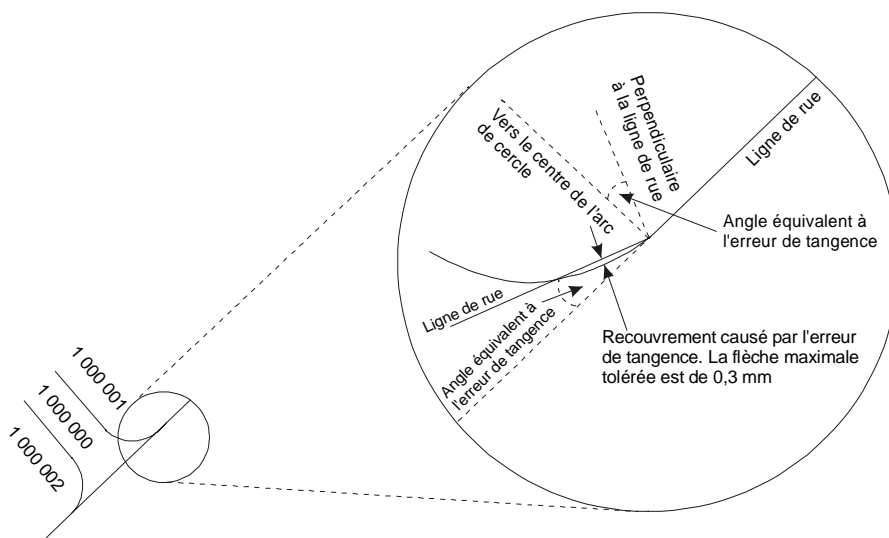 Perpendiculaire
à la ligne de rue
Vers le centre de l'arc
de cercle
Ligne de rue
Angle équivalent à
l'erreur de tangence
Ligne de rue
Angle équivalent à
l'erreur de tangence
Recouvrement causé par l'erreur
de tangence. La flèche maximale
tolérée est de 0,3 mm
1 000 001
1 000 000
1 000 002